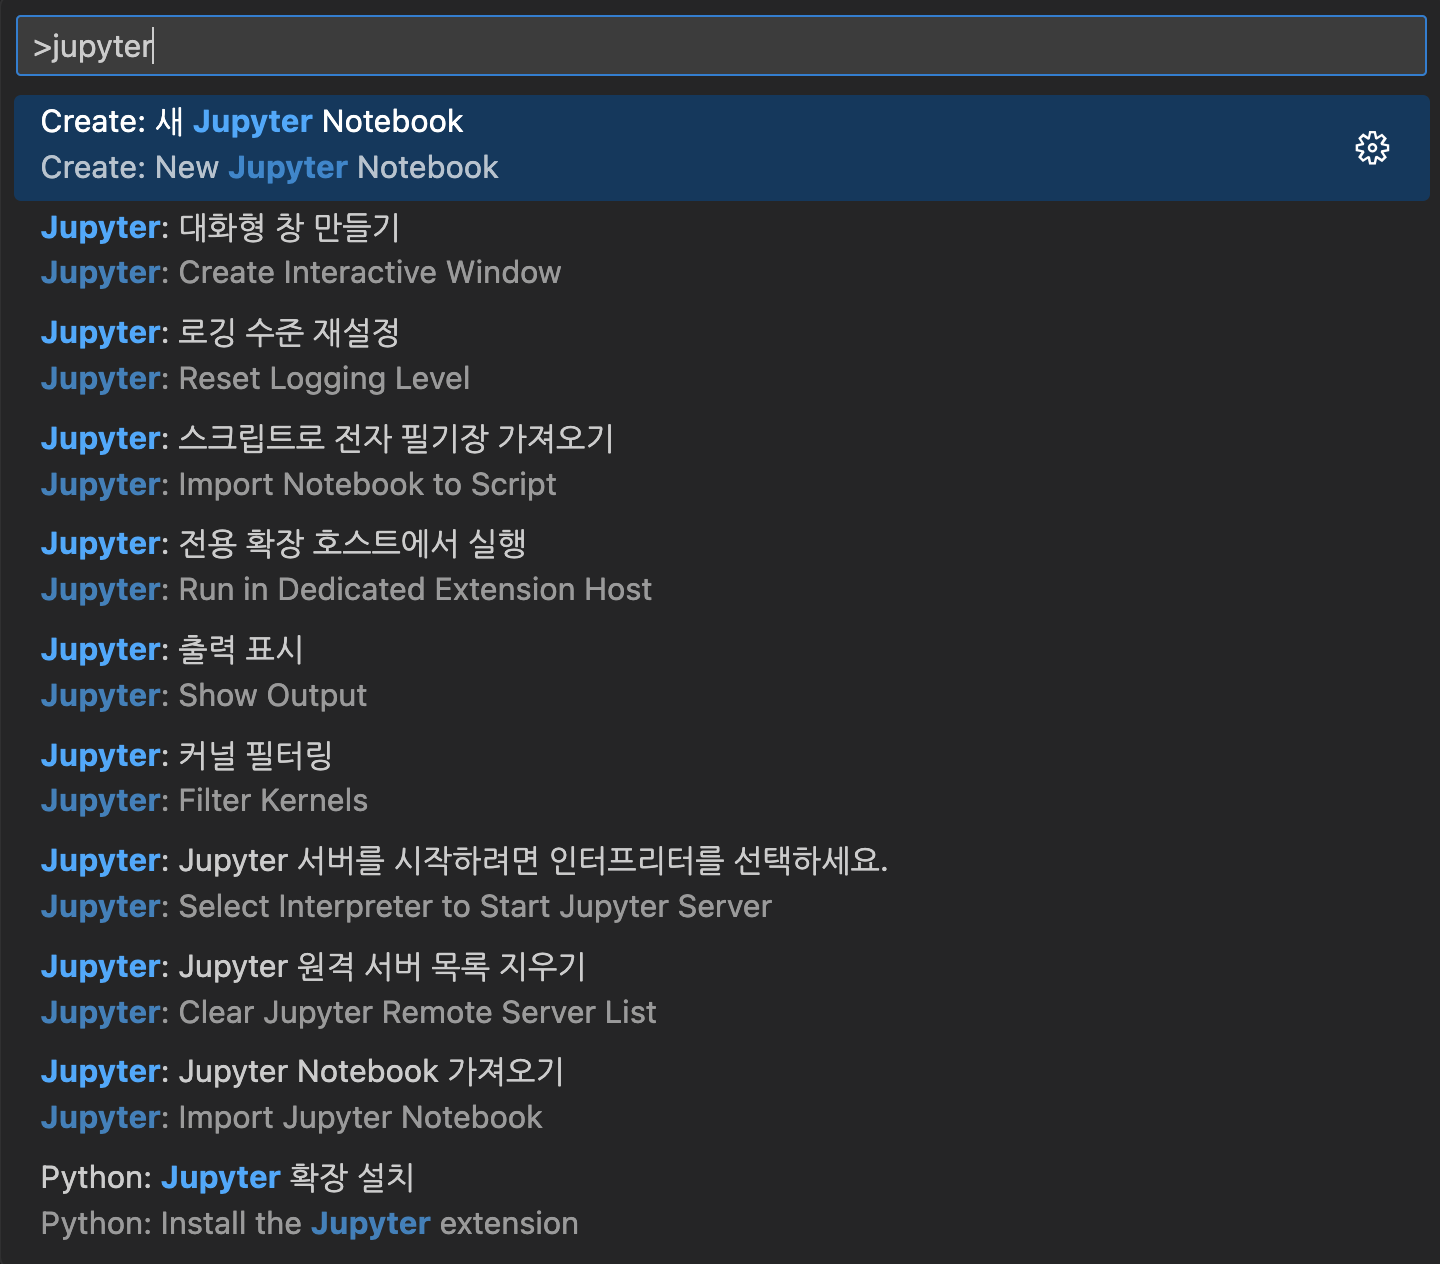 >jupyter
Create: 새 Jupyter Notebook
Create: New Jupyter Notebook
Jupyter: 대화형 창 만들기
Jupyter: Create Interactive Window
Jupyter: 로깅 수준 재설정
Jupyter: Reset Logging Level
Jupyter: 스크립트로 전자 필기장 가져오기
Jupyter: Import Notebook to Script
Jupyter: 전용 확장 호스트에서 실행
Jupyter: Run in Dedicated Extension Host
Jupyter: 출력 표시
Jupyter: Show Output
Jupyter: 커널 필터링
Jupyter: Filter Kernels
Jupyter: Jupyter 서버를 시작하려면 인터프리터를 선택하세요.
Jupyter: Select Interpreter to Start Jupyter Server
Jupyter: Jupyter 원격 서버 목록 지우기
Jupyter: Clear Jupyter Remote Server List
Jupyter: Jupyter Notebook 가져오기
Jupyter: Import Jupyter Notebook
Python: Jupyter 확장 설치
Python: Install the Jupyter extension